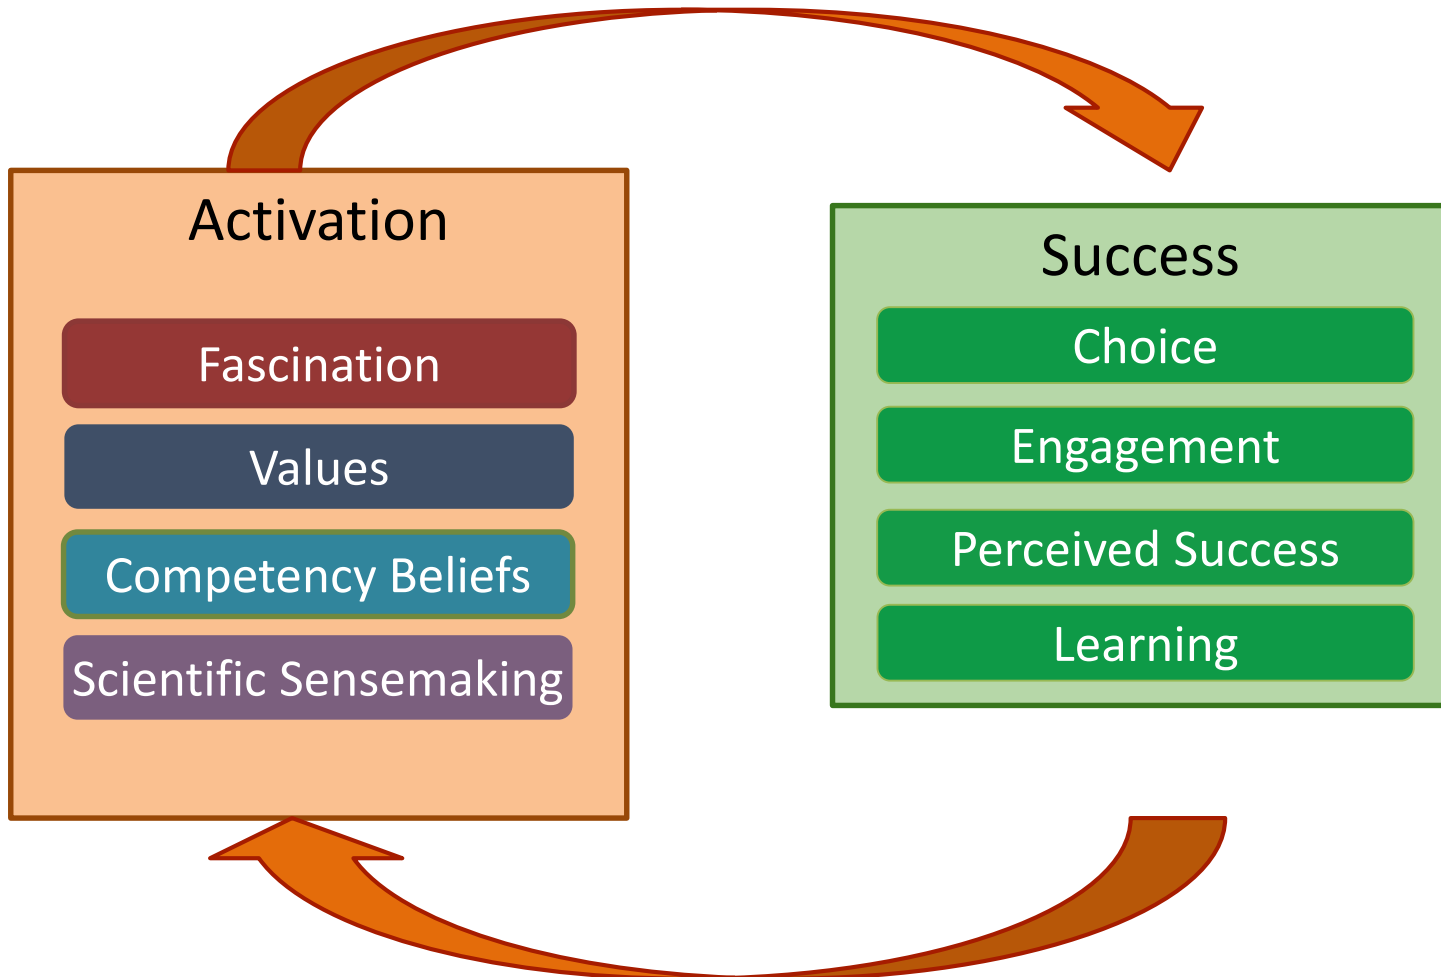 Activation
Fascination
Values
Competency Beliefs
Scientific Sensemaking
Success
Choice
Engagement
Perceived Success
Learning